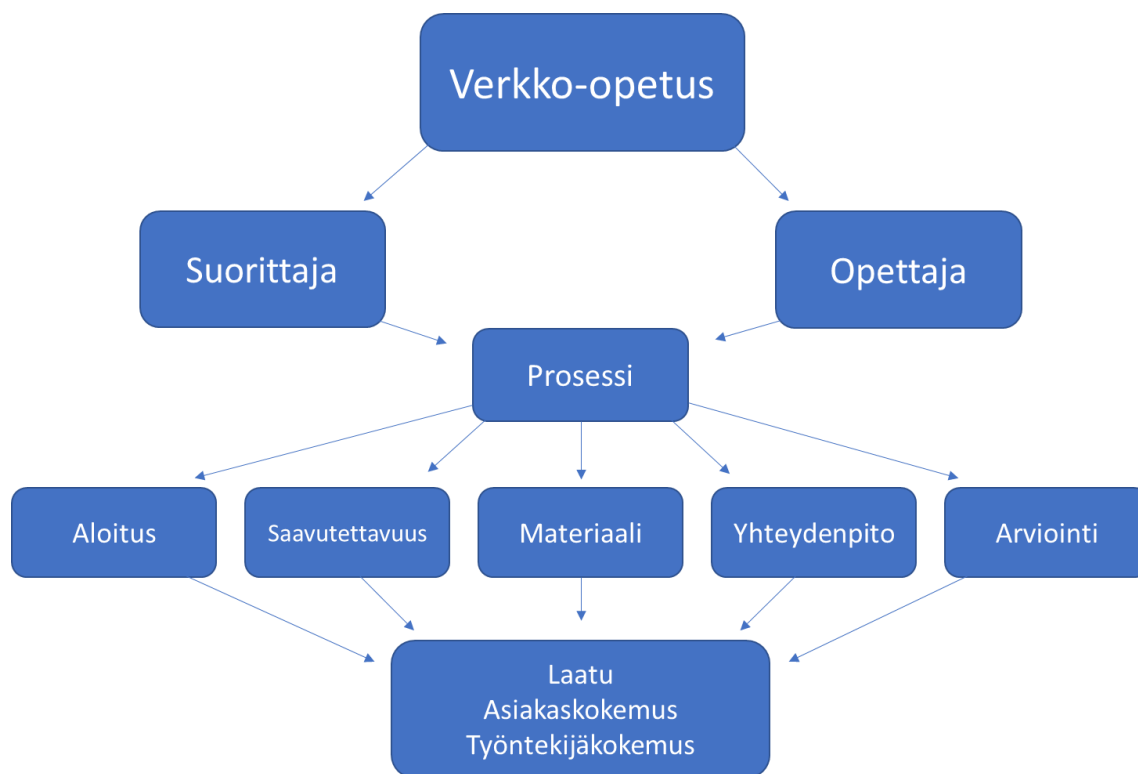 Verkko-opetus
Suorittaja
Opettaja
Prosessi
Aloitus
Saavutettavuus
Materiaali
Yhteydenpito
Arviointi
Laatu
Asiakaskokemus
Työntekijäkokemus